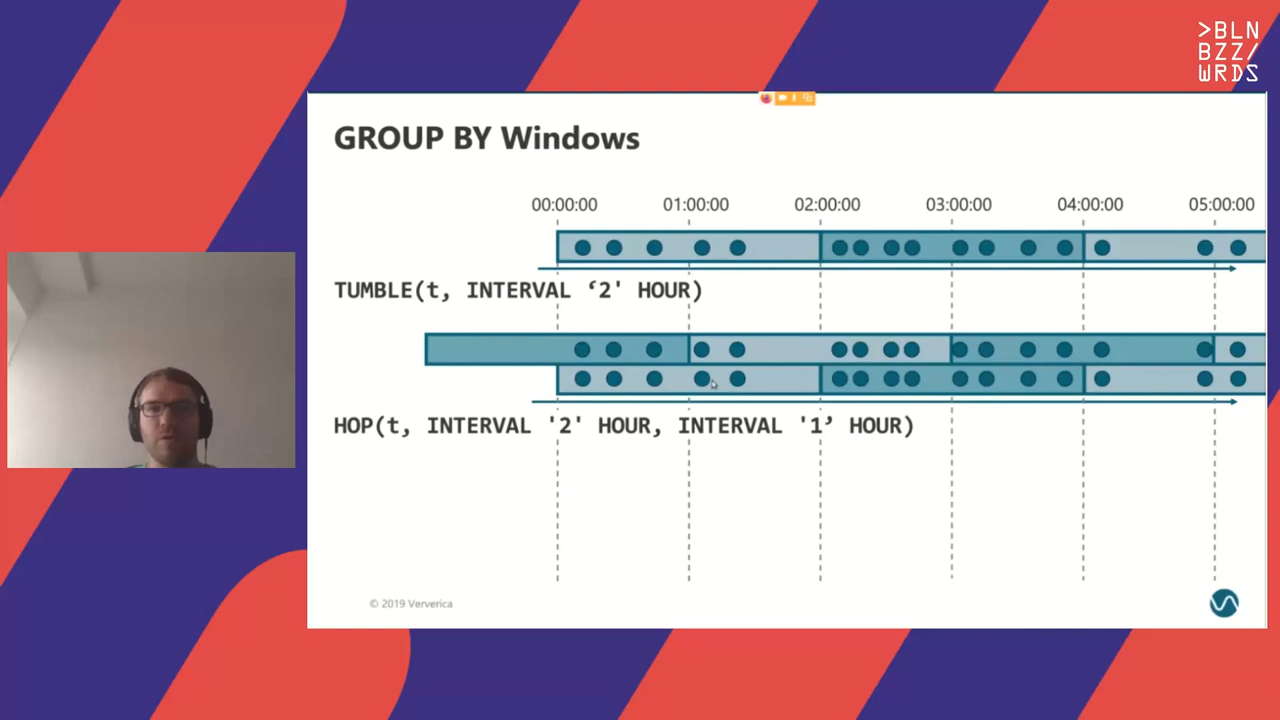 >BLN
BZZ/
WRDS
GROUP BY Windows
00:00:00 01:00:00 02:00:00 03:00:00 04:00:00 05:00:00
TUMBLE(t, INTERVAL ‘2' HOUR)
HOP(t, INTERVAL '2' HOUR, INTERVAL '1’ HOUR)
© 2019 Ververica